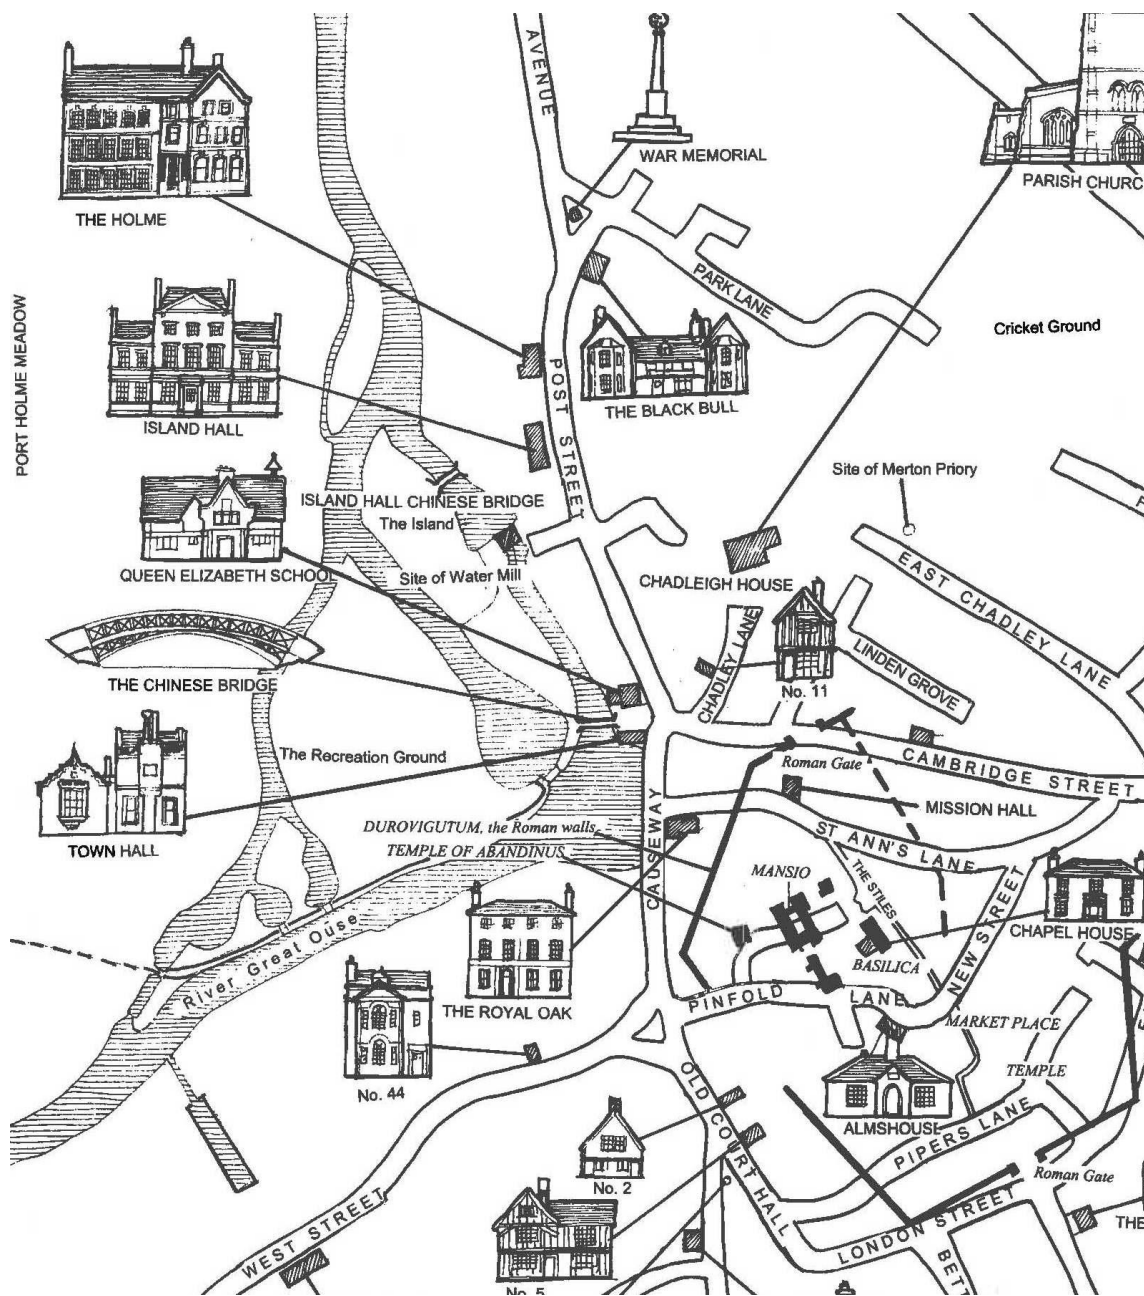 AVENUE
WAR MEMORIAL
PARISH CHURC
THE HOLME
PARK LANE
PORT HOLME MEADOW
Cricket Ground
POST STREET
THE BLACK BULL
ISLAND HALL
Site of Merton Priory
ISLAND HALL CHINESE BRIDGE
The Island
QUEEN ELIZABETH SCHOOL
Site of Water Mill
CHADLEIGH HOUSE
EAST CHADLEY LANE
CHADLEY LANE
LINDEN GROVE
THE CHINESE BRIDGE
No. 11
The Recreation Ground
Roman Gate
CAMBRIDGE STREET
MISSION HALL
CAUSEWAY
DUROVIGUTUM, the Roman walls
ST ANN'S LANE
TOWN HALL
TEMPLE OF ABANDINUS
MANSIO
THE STILES
NEW STREET
CHAPEL HOUSE
BASILICA
River Great Ouse
THE ROYAL OAK
PINFOLD LANE
MARKET PLACE
TEMPLE
No. 44
OLD COURT HALL
ALMSHOUSE
PIPERS LANE
Roman Gate
No. 2
WEST STREET
LONDON STREET
THE
BETT
No. 5